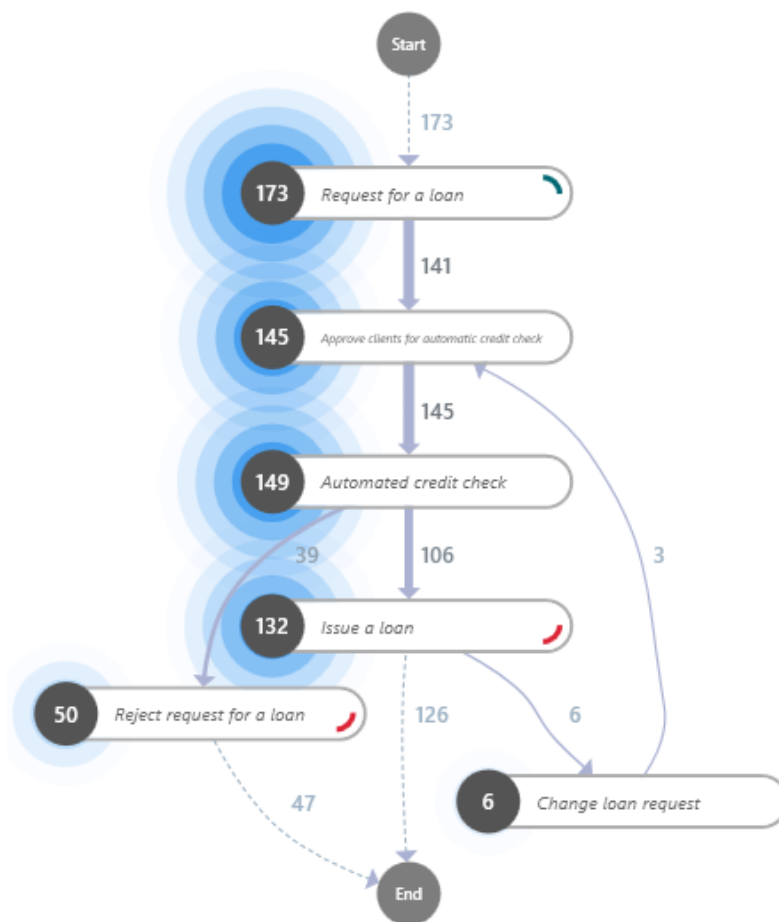 Start
173
173
Request for a loan
141
145
Approve clients for automatic credit check
145
149
Automated credit check
39
106
3
132
Issue a loan
50
Reject request for a loan
126
6
47
6
Change loan request
End